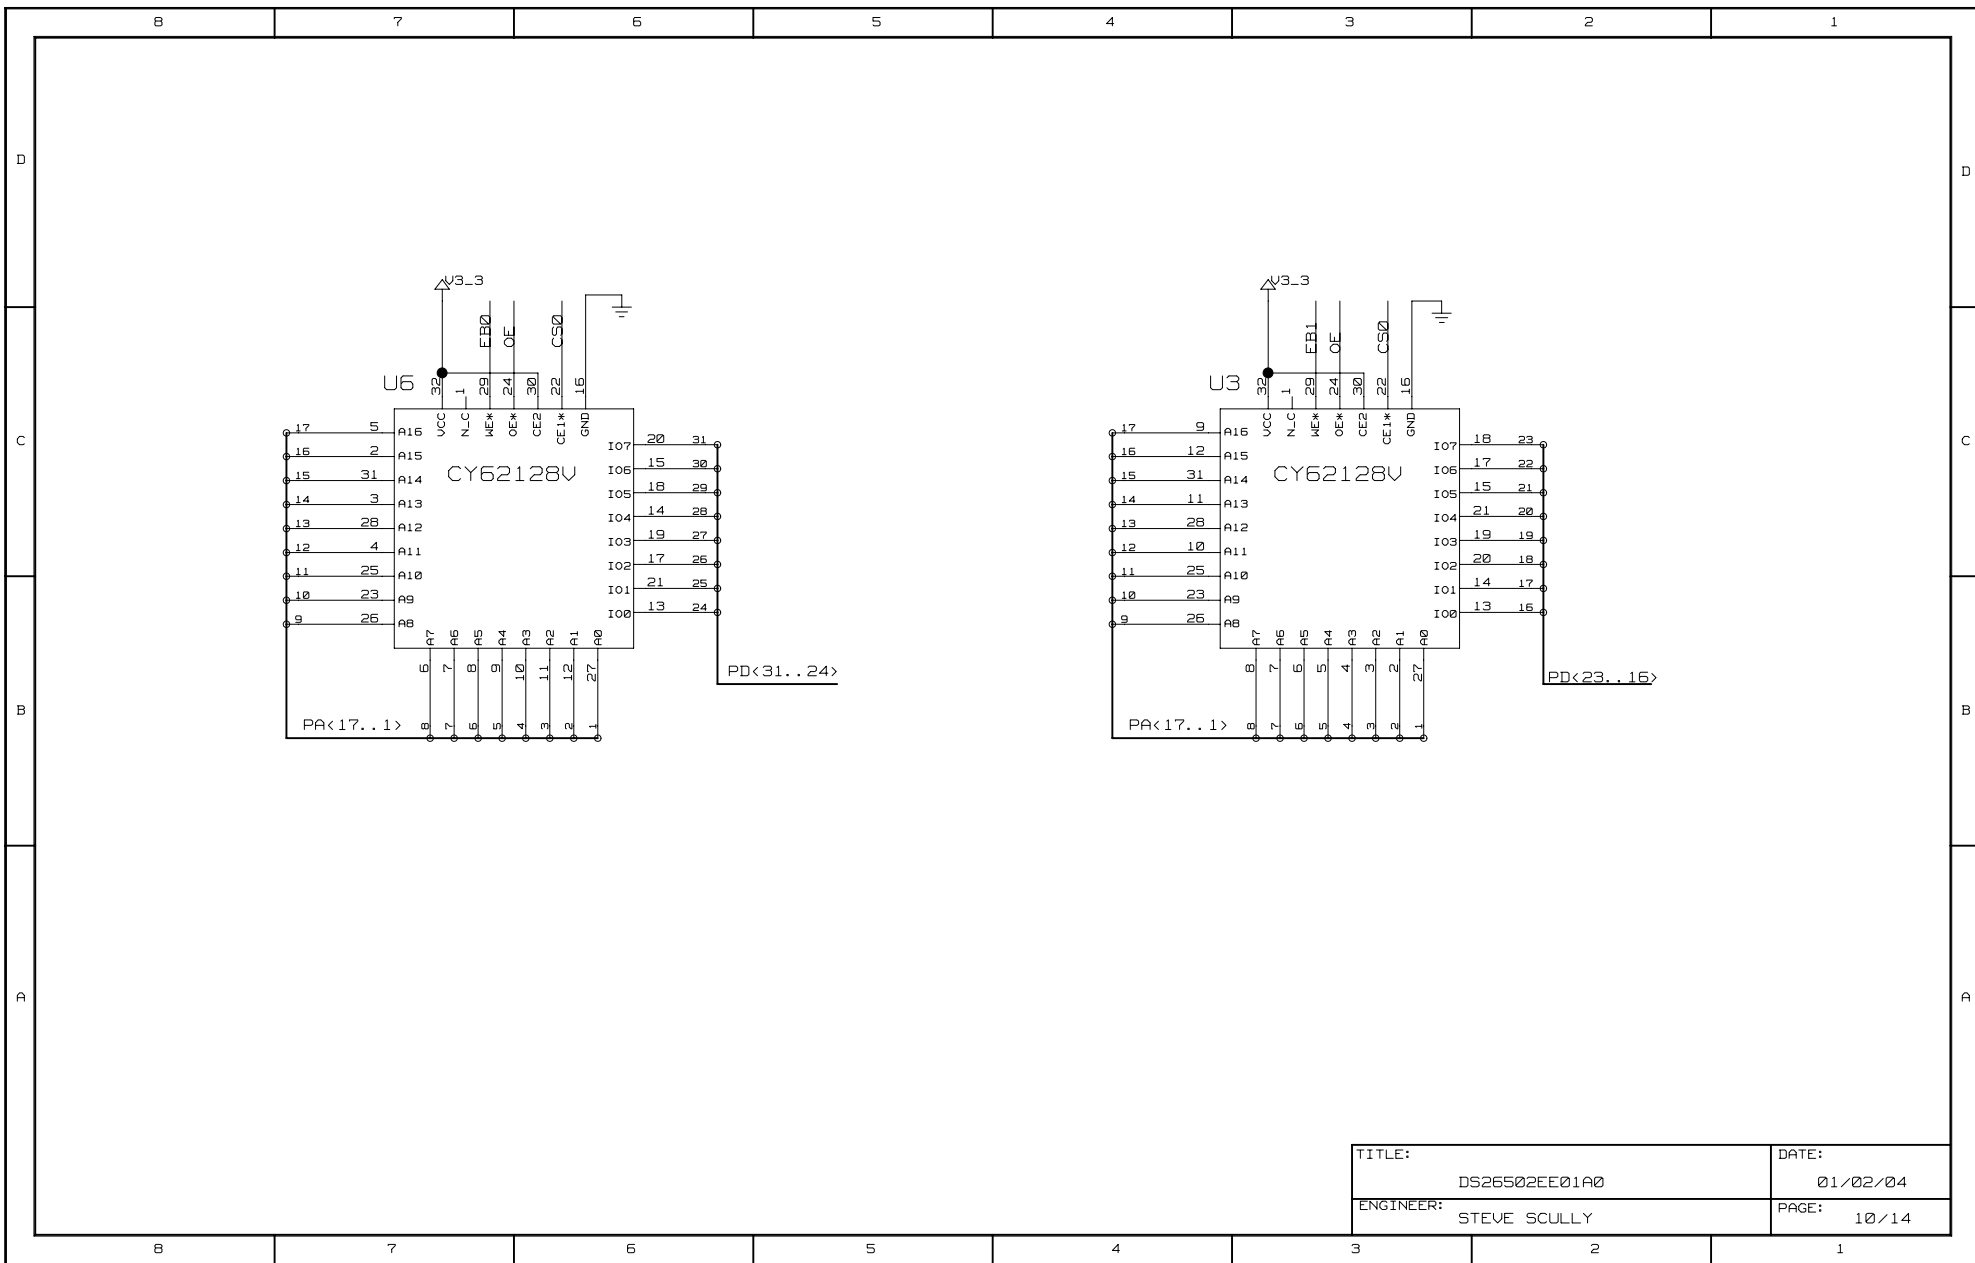 8 7 6 5 4 3 2 1
D D
V3_3 V3_3
EB0 OE CS0 EB1 OE CS0
U6 32 1 29 24 30 22 16 U3 32 1 29 24 30 22 16
VCC N_C WE* OE* CE2 CE1* GND VCC N_C WE* OE* CE2 CE1* GND
C C
17 5 A16 17 9 A16
IO7 20 31 IO7 18 23
16 2 A15 16 12 A15
IO6 15 30 IO6 17 22
15 31 A14 CY62128V 15 31 A14 CY62128V
IO5 18 29 IO5 15 21
14 3 A13 14 11 A13
IO4 14 28 IO4 21 20
13 28 A12 13 28 A12
IO3 19 27 IO3 19 19
12 4 A11 12 10 A11
IO2 17 26 IO2 20 18
11 25 A10 11 25 A10
IO1 21 25 IO1 14 17
10 23 A9 10 23 A9
IO0 13 24 IO0 13 16
9 26 A8 9 26 A8
A7 A6 A5 A4 A3 A2 A1 A0 A7 A6 A5 A4 A3 A2 A1 A0
6 7 8 9 10 11 12 27 8 7 6 5 4 3 2 27
PD<31..24> PD<23..16>
B B
PA<17..1> 8 7 6 5 4 3 2 1 PA<17..1> 8 7 6 5 4 3 2 1
A A
TITLE: DATE:
DS26502EE01A0 01/02/04
ENGINEER: STEVE SCULLY PAGE: 10/14
8 7 6 5 4 3 2 1